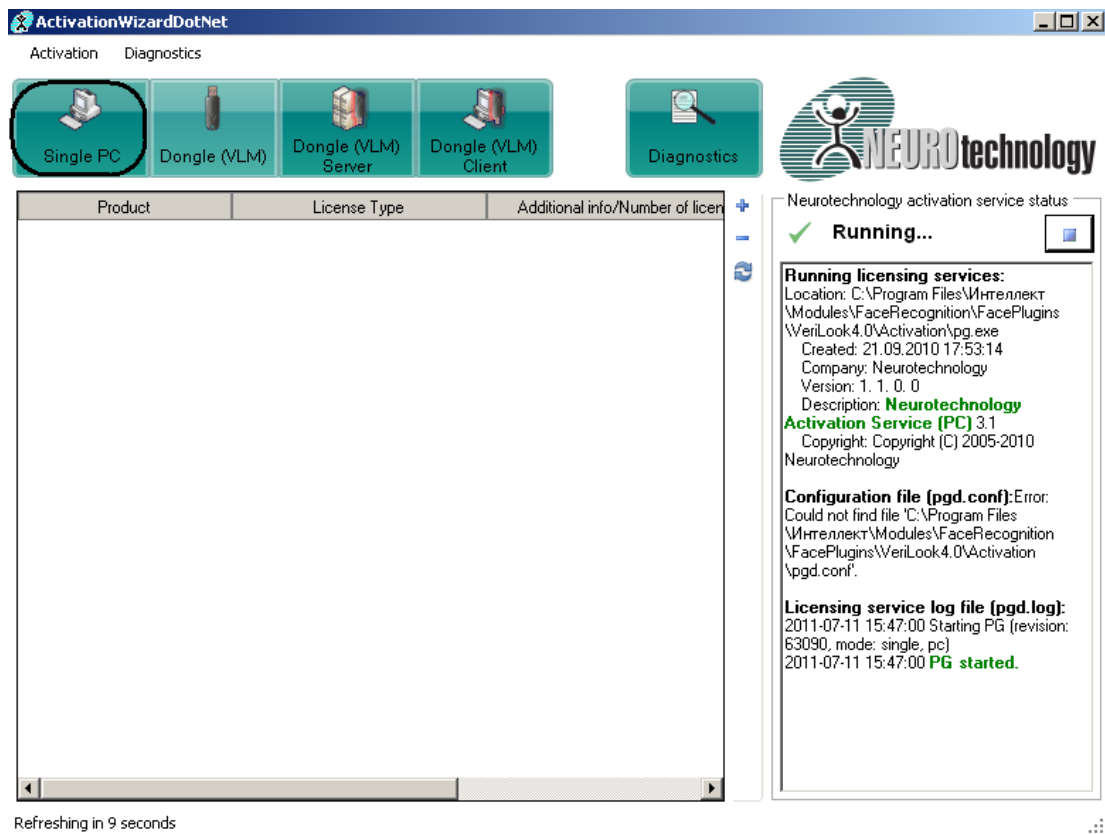 ActivationWizardDotNet
Activation Diagnostics
Single PC
Dongle (VLM)
Dongle (VLM)
Server
Dongle (VLM)
Client
Diagnostics
NEUROtechnology
Product License Type Additional info/Number of licen
Neurotechnology activation service status
Running...
Running licensing services:
Location: C:\Program Files\Интеллект
\Modules\FaceRecognition\FacePlugins
\VeriLook4.0\Activation\pg.exe
Created: 21.09.2010 17:53:14
Company: Neurotechnology
Version: 1. 1. 0. 0
Description: Neurotechnology
Activation Service (PC) 3.1
Copyright: Copyright (C) 2005-2010
Neurotechnology
Configuration file (pgd.conf):Error:
Could not find file 'C:\Program Files
\Интеллект\Modules\FaceRecognition
\FacePlugins\VeriLook4.0\Activation
\pgd.conf'.
Licensing service log file (pgd.log):
2011-07-11 15:47:00 Starting PG (revision:
63090, mode: single, pc)
2011-07-11 15:47:00 PG started.
Refreshing in 9 seconds